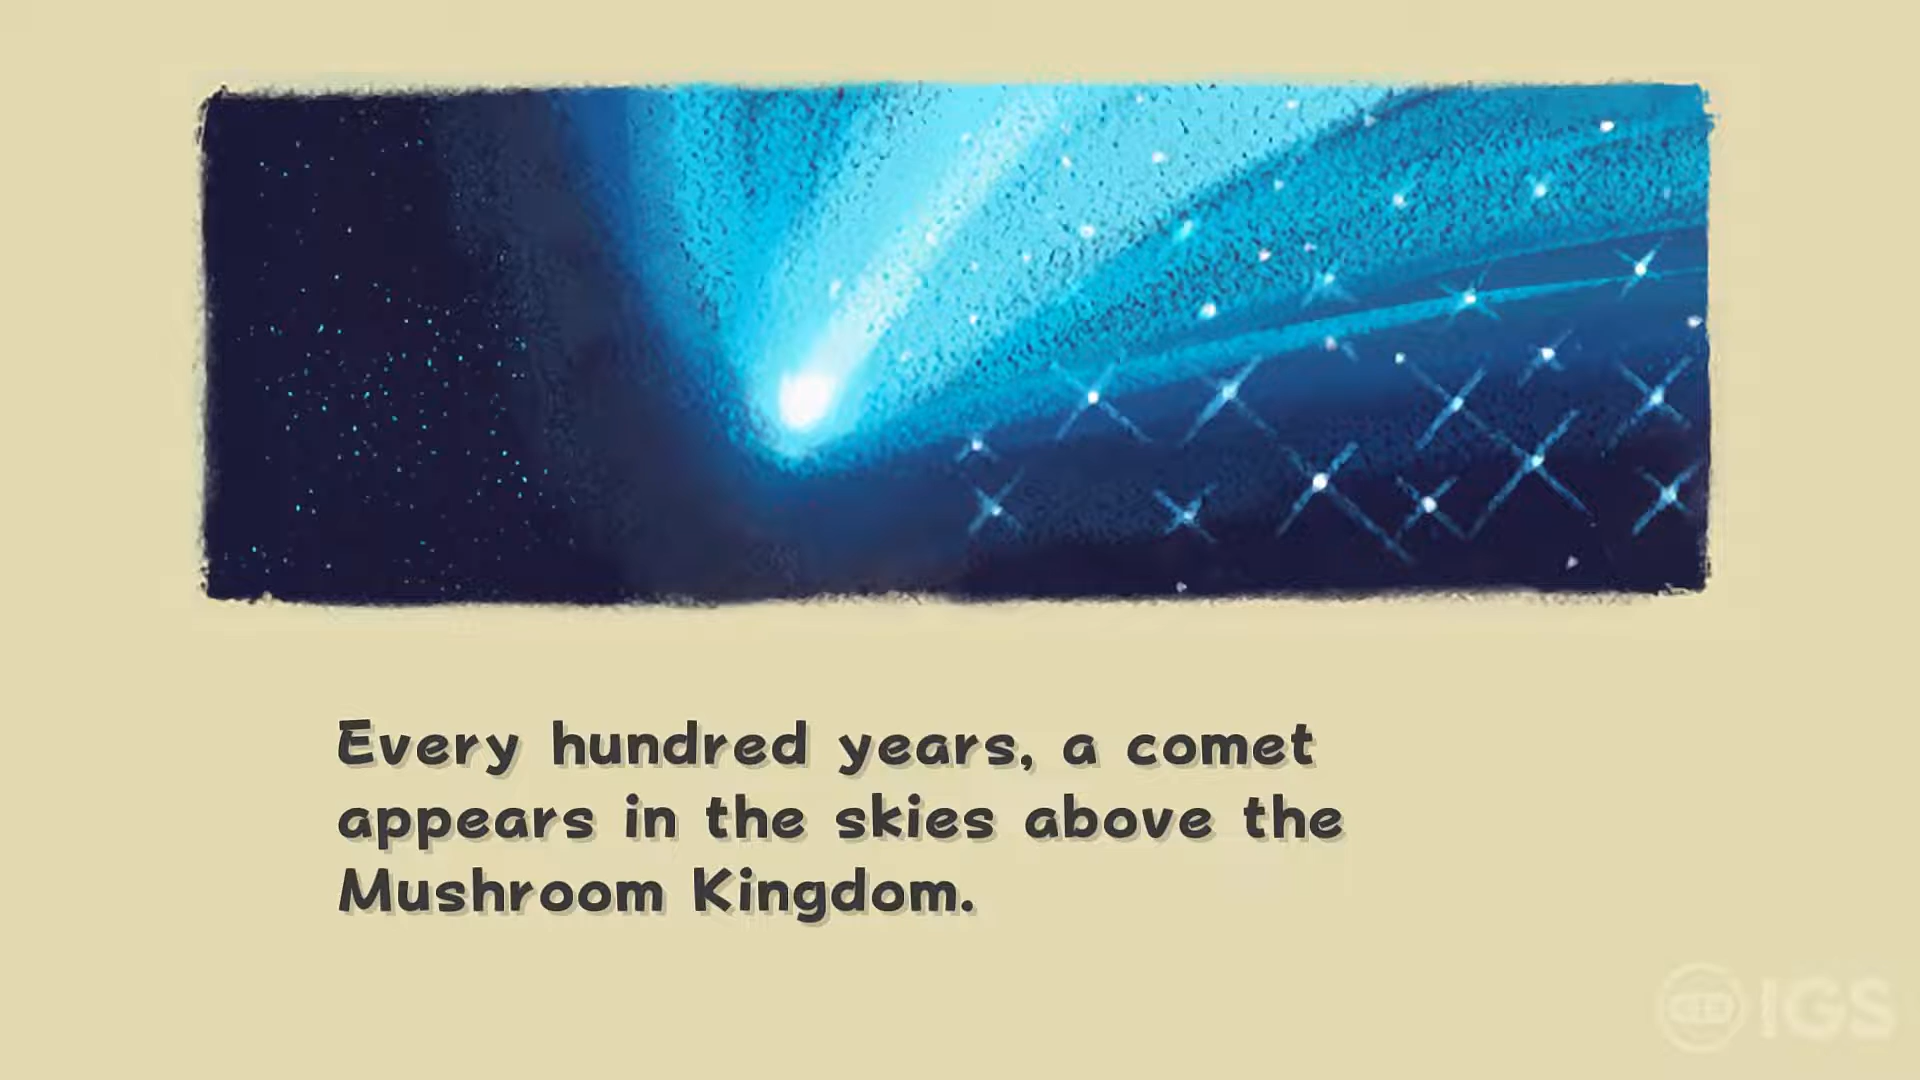 Every hundred years, a comet
appears in the skies above the
Mushroom Kingdom.
IGS